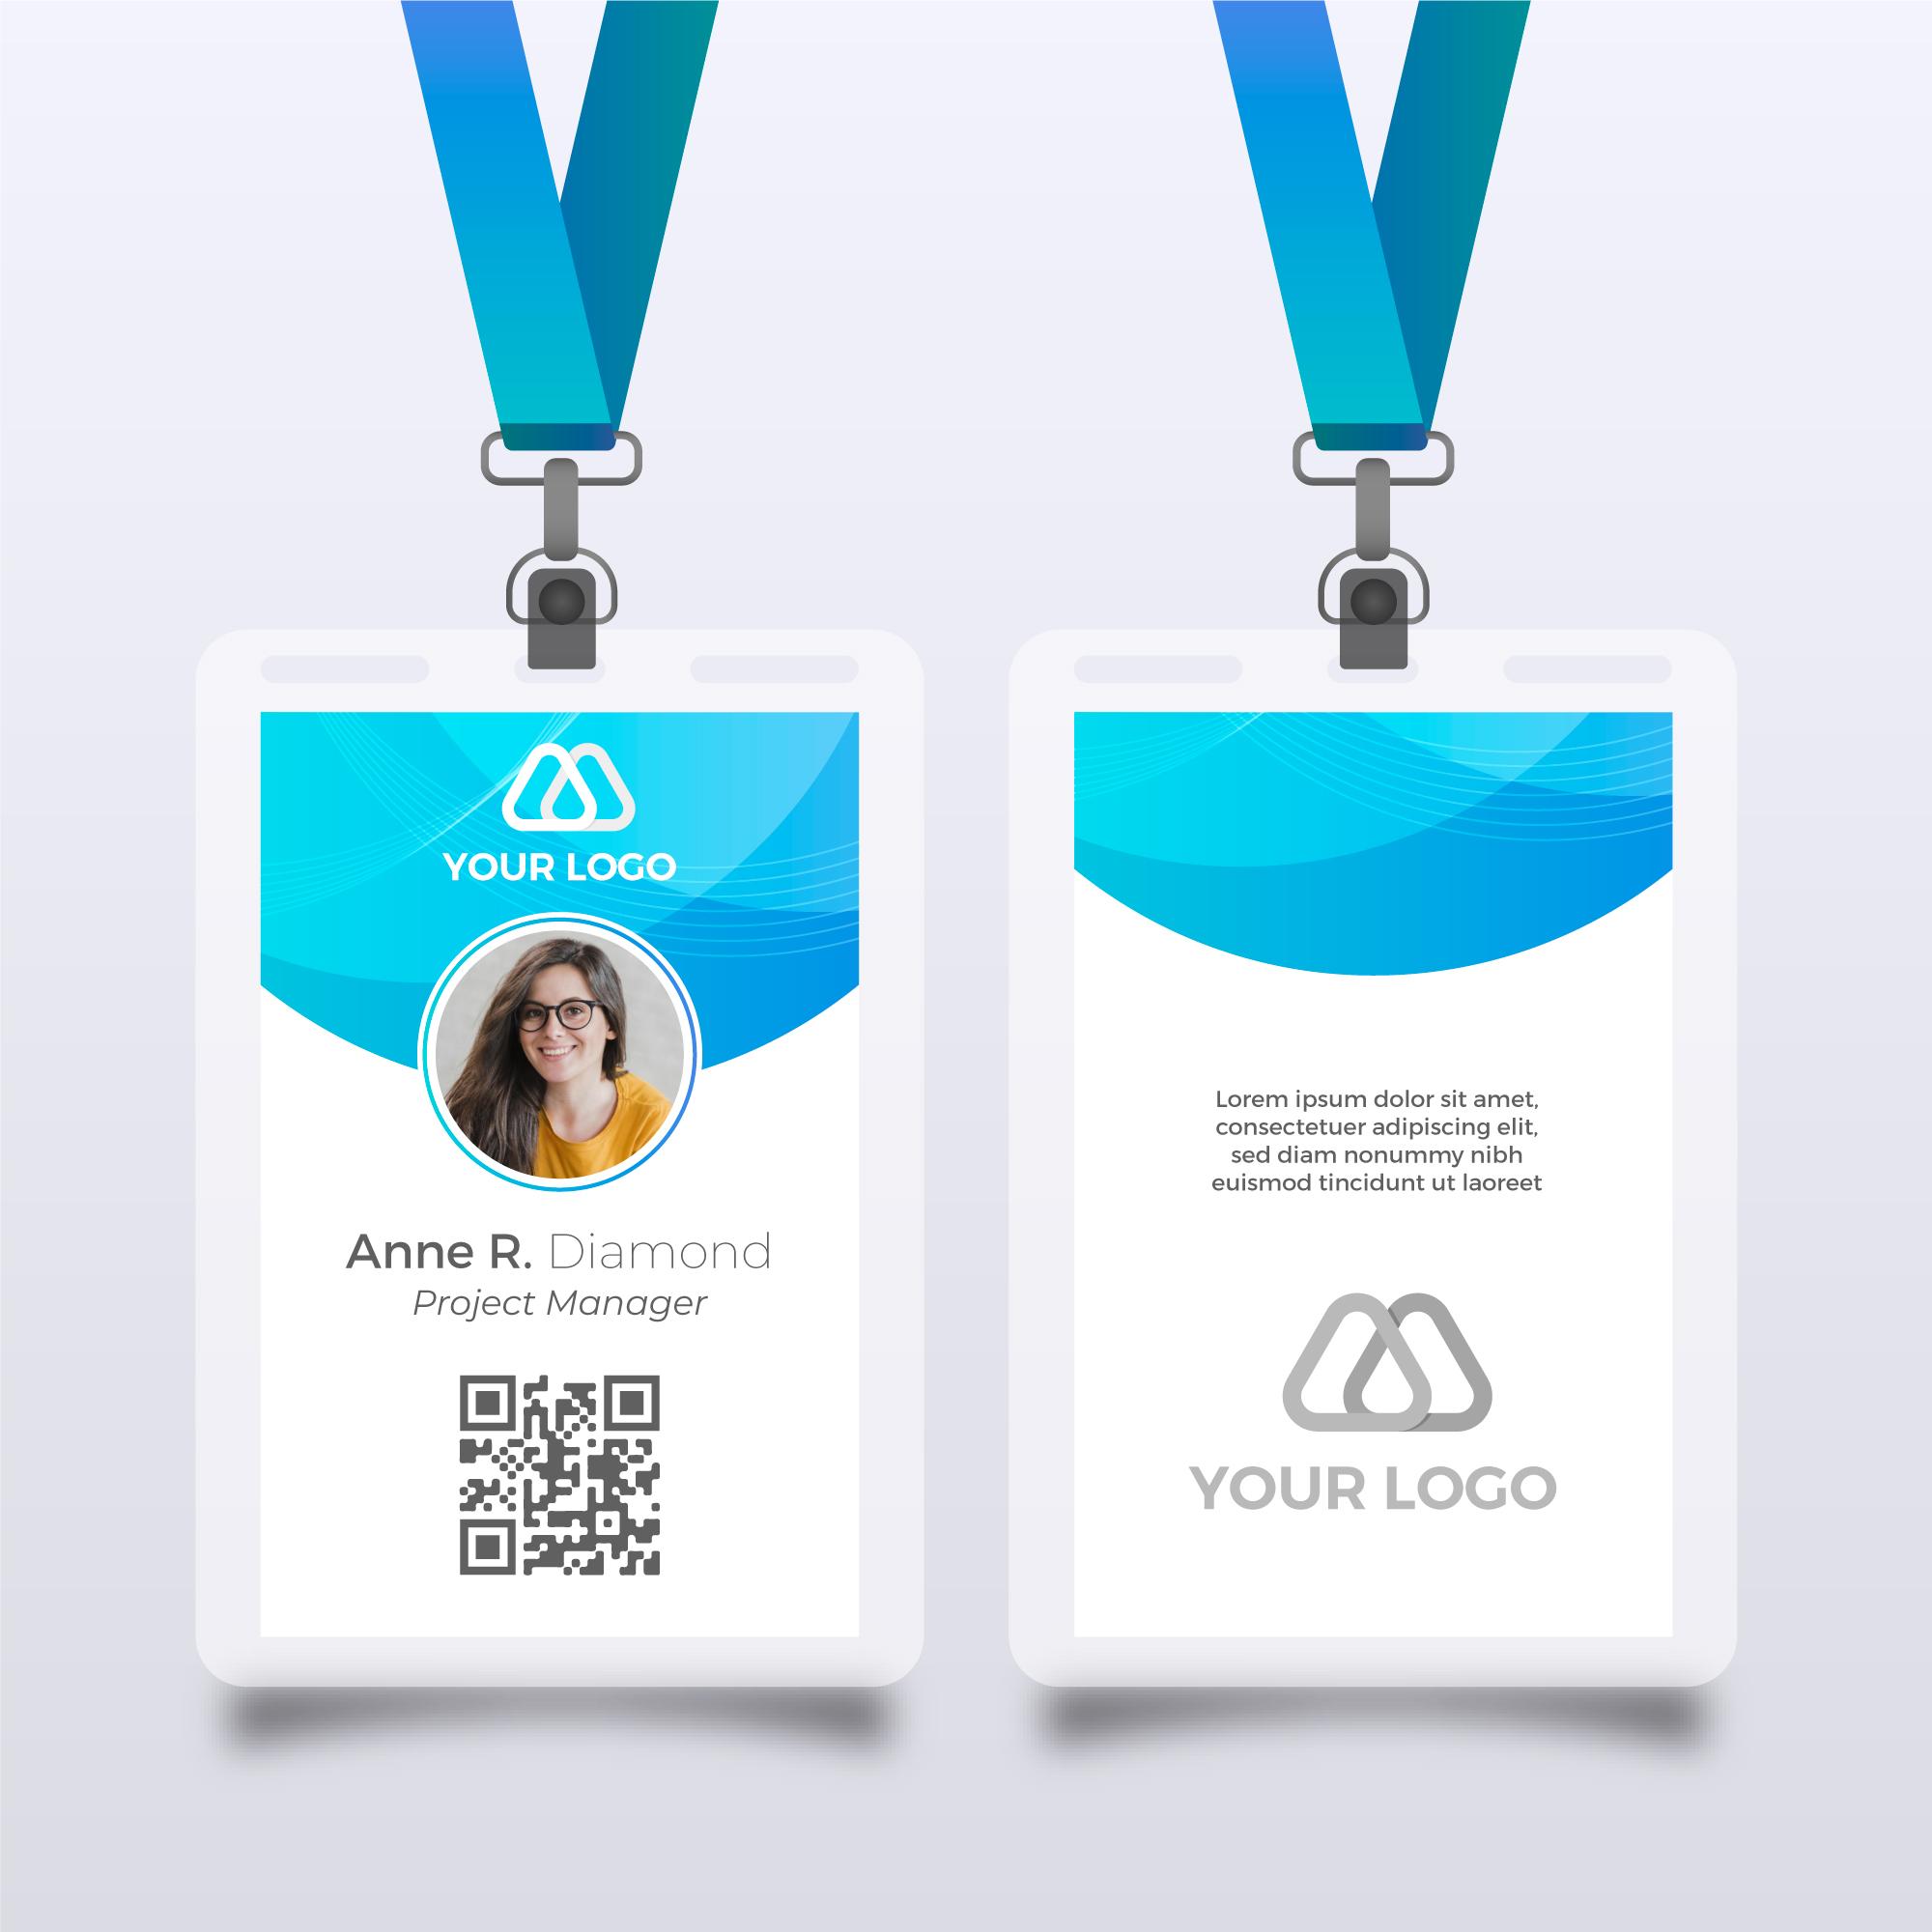 YOUR LOGO
Anne R. Diamond
Project Manager
Lorem ipsum dolor sit amet,
consectetuer adipiscing elit,
sed diam nonummy nibh
euismod tincidunt ut laoreet
YOUR LOGO